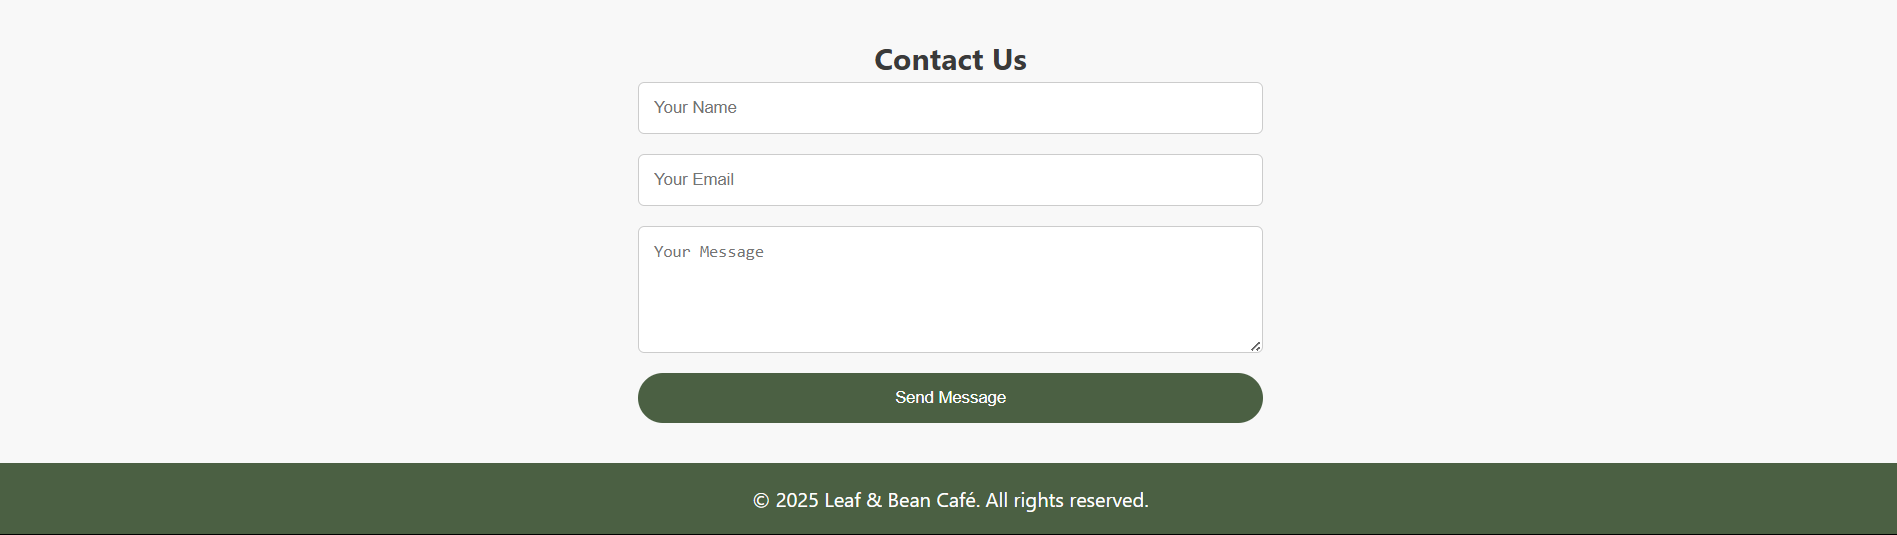 Contact Us
Your Name
Your Email
Your Message
Send Message
© 2025 Leaf & Bean Café. All rights reserved.